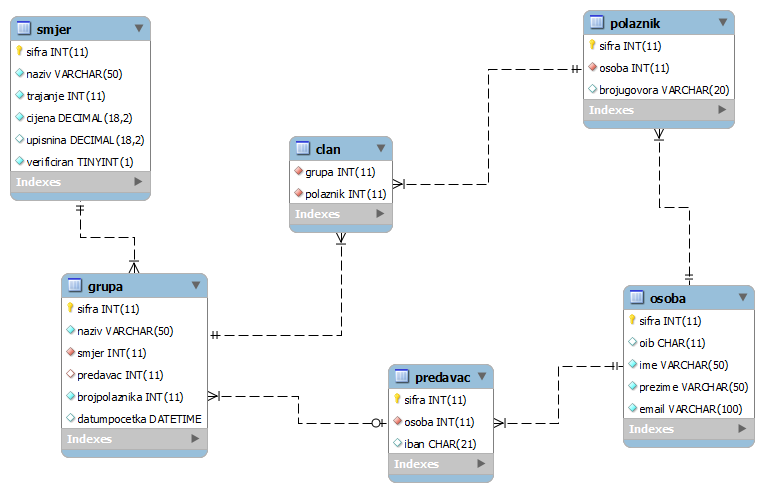 smjer
sifra INT(11)
naziv VARCHAR(50)
trajanje INT(11)
cijena DECIMAL(18,2)
upisnina DECIMAL(18,2)
verificiran TINYINT(1)
Indexes
polaznik
sifra INT(11)
osoba INT(11)
brojugovora VARCHAR(20)
Indexes
clan
grupa INT(11)
polaznik INT(11)
Indexes
grupa
sifra INT(11)
naziv VARCHAR(50)
smjer INT(11)
predavac INT(11)
brojpolaznika INT(11)
datumpocetka DATETIME
Indexes
predavac
sifra INT(11)
osoba INT(11)
iban CHAR(21)
Indexes
osoba
sifra INT(11)
oib CHAR(11)
ime VARCHAR(50)
prezime VARCHAR(50)
email VARCHAR(100)
Indexes